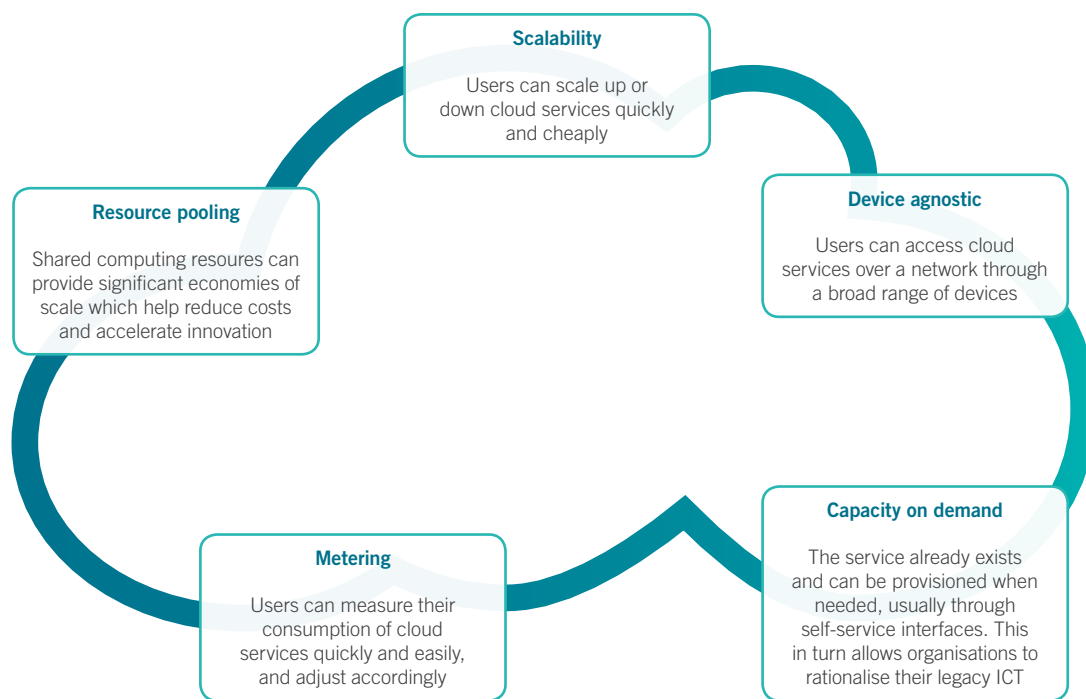 Scalability
Users can scale up or
down cloud services quickly
and cheaply
Resource pooling
Shared computing resoures can
provide significant economies of
scale which help reduce costs
and accelerate innovation
Device agnostic
Users can access cloud
services over a network through
a broad range of devices
Metering
Users can measure their
consumption of cloud
services quickly and easily,
and adjust accordingly
Capacity on demand
The service already exists
and can be provisioned when
needed, usually through
self-service interfaces. This
in turn allows organisations to
rationalise their legacy ICT